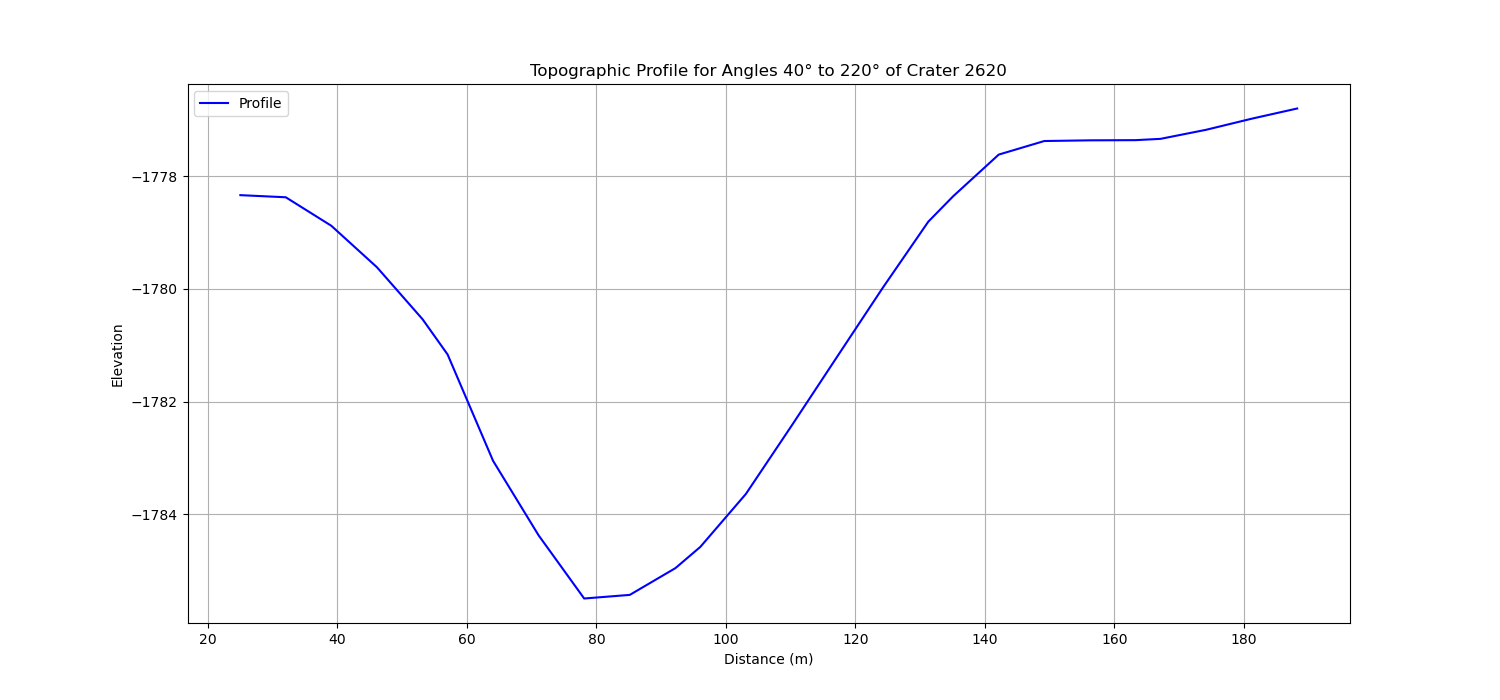 Topographic Profile for Angles 40° to 220° of Crater 2620
Profile
−1778
−1780
−1782
−1784
Elevation
20 40 60 80 100 120 140 160 180
Distance (m)